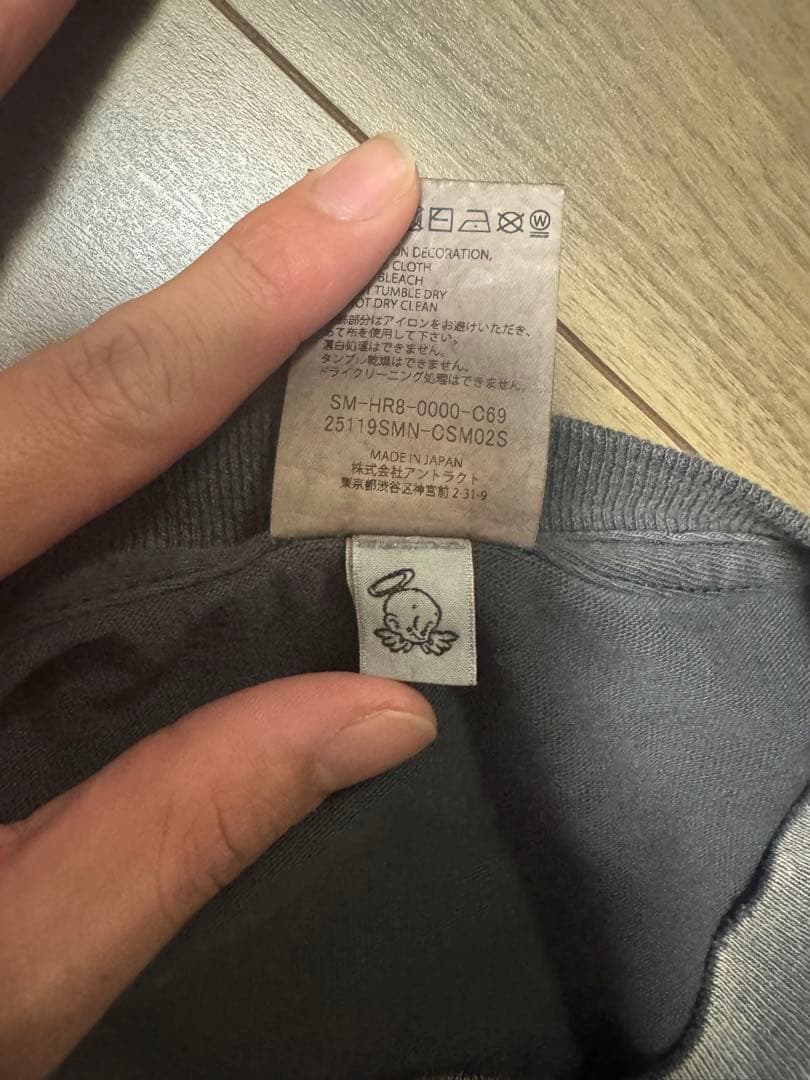 W
ON DECORATION,
CLOTH
BLEACH
TUMBLE DRY
NOT DRY CLEAN
飾部分はアイロンをお避けいただき、
あて布を使用して下さい。
漂白処理はできません。
タンブル乾燥はできません。
ドライクリーニング処理はできません。
SM-HR8-0000-C69
25119SMN-CSM02S
MADE IN JAPAN
株式会社アントラクト
東京都渋谷区神宮前 2-31-9